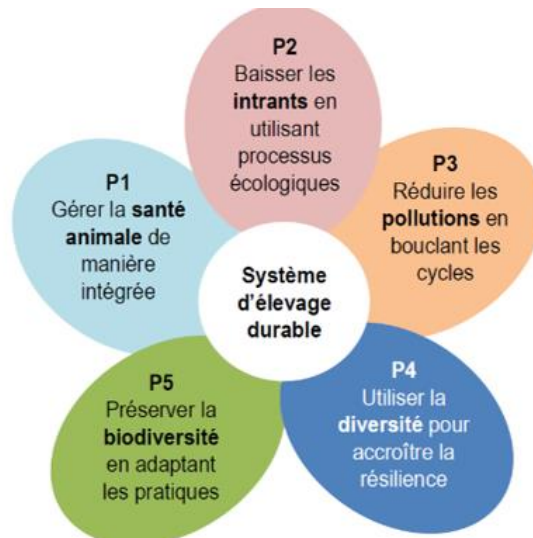 P2
Baisser les
intrants en
utilisant
processus
écologiques
P1
Gérer la santé
animale de
manière
intégrée
P3
Réduire les
pollutions en
bouclant les
cycles
Système
d'élevage
durable
P5
Préserver la
biodiversité
en adaptant
les pratiques
P4
Utiliser la
diversité pour
accroître la
résilience